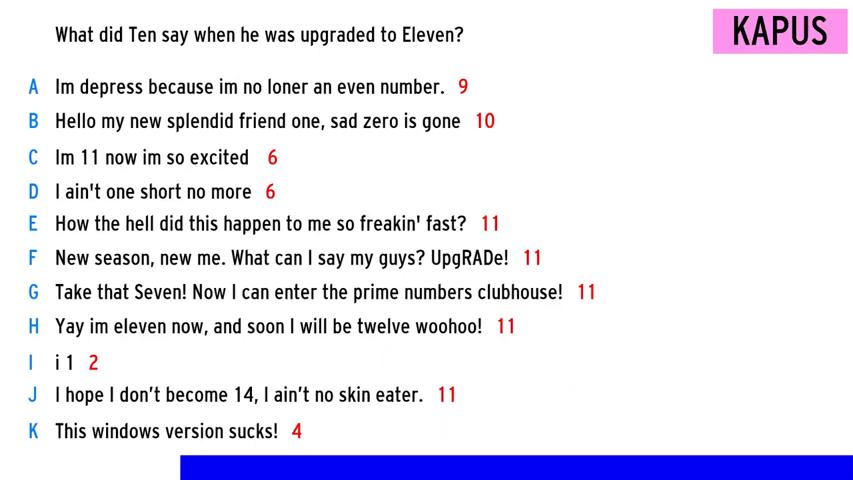 What did Ten say when he was upgraded to Eleven?
KAPUS
A Im depress because im no loner an even number. 9
B Hello my new splendid friend one, sad zero is gone 10
C Im 11 now im so excited 6
D I ain't one short no more 6
E How the hell did this happen to me so freakin' fast? 11
F New season, new me. What can I say my guys? UpgRADe! 11
G Take that Seven! Now I can enter the prime numbers clubhouse! 11
H Yay im eleven now, and soon I will be twelve woohoo! 11
I i 1 2
J I hope I don’t become 14, I ain’t no skin eater. 11
K This windows version sucks! 4